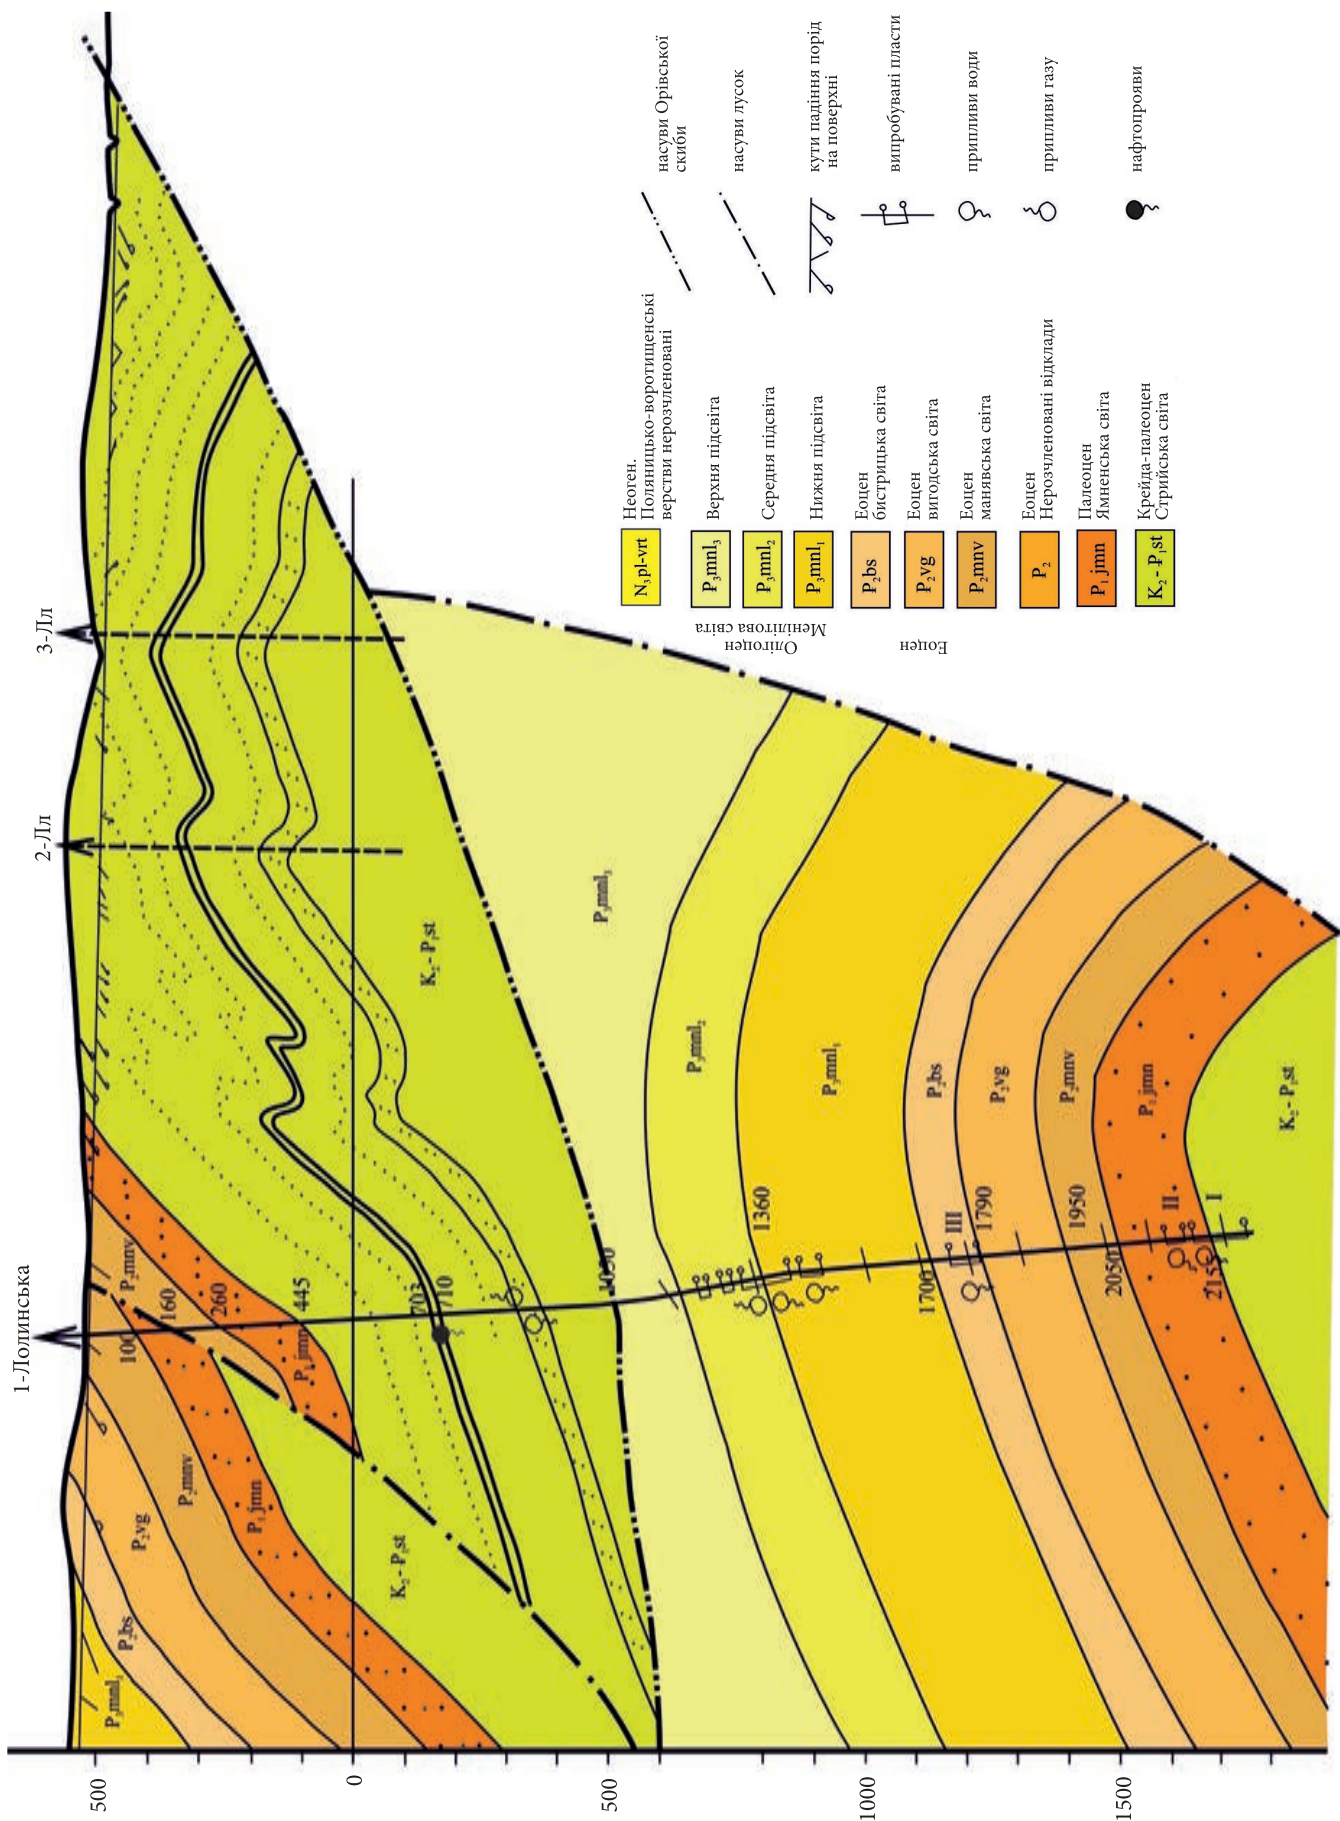 1-Лолинська
2-Лл
3-Лл
500
0
500
1000
1500
P₃mnl₁
P₂bs
P₂vg
P₂mnv
P₁jmn
K₂-P₁st
P₂mnv
P₁jmn
100
160
260
445
703
710
1030
1360
1700
1790
1950
2050
2155
III
II
I
K₂-P₁st
P₃mnl₃
P₃mnl₂
P₃mnl₁
P₂bs
P₂vg
P₂mnv
P₁jmn
K₂-P₁st
N₃pl-vrt
Неоген.
Поляницько-воротищенські
верстви нерозчленовані
Олігоцен
Менілітова світа
P₃mnl₃
Верхня підсвіта
P₃mnl₂
Середня підсвіта
P₃mnl₁
Нижня підсвіта
Еоцен
P₂bs
Еоцен
бистрицька світа
P₂vg
Еоцен
вигодська світа
P₂mnv
Еоцен
манявська світа
P₂
Еоцен
Нерозчленовані відклади
P₁jmn
Палеоцен
Ямненська світа
K₂-P₁st
Крейда-палеоцен
Стрийська світа
насуви Орівської
скиби
насуви лусок
кути падіння порід
на поверхні
випробувані пласти
припливи води
припливи газу
нафтопрояви